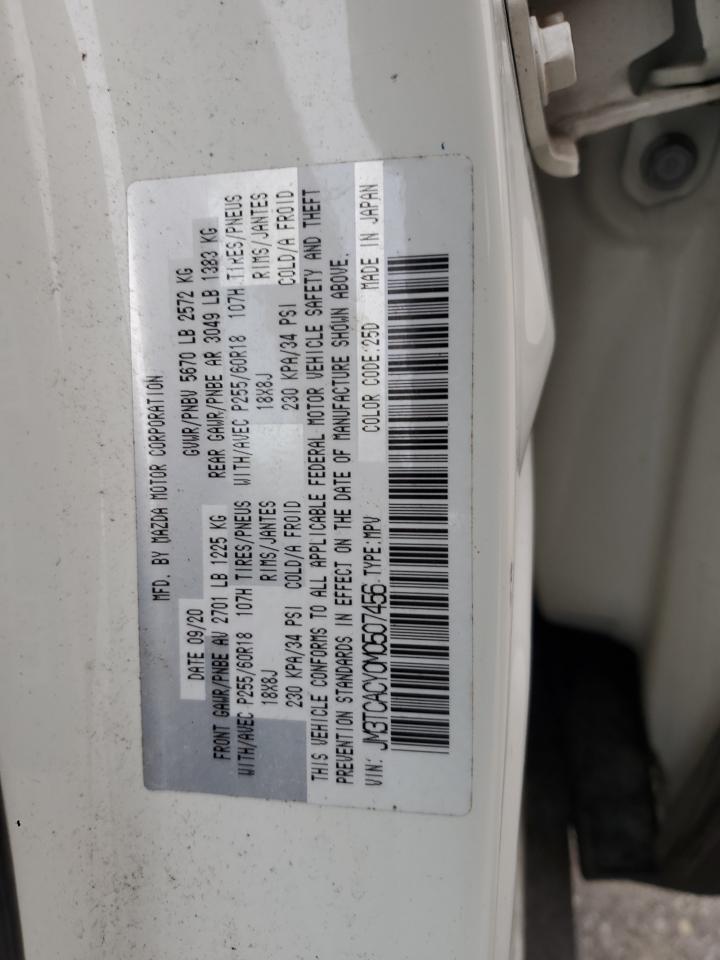 MFD. BY MAZDA MOTOR CORPORATION
DATE 09/20 GVWR/PNBV 5670 LB 2572 KG
FRONT GAWR/PNBE AV 2701 LB 1225 KG REAR GAWR/PNBE AR 3049 LB 1383 KG
WITH/AVEC P255/60R18 107H TIRES/PNEUS WITH/AVEC P255/60R18 107H TIRES/PNEUS
18X8J RIMS/JANTES 18X8J RIMS/JANTES
230 KPA/34 PSI COLD/A FROID 230 KPA/34 PSI COLD/A FROID.
THIS VEHICLE CONFORMS TO ALL APPLICABLE FEDERAL MOTOR VEHICLE SAFETY AND THEFT
PREVENTION STANDARDS IN EFFECT ON THE DATE OF MANUFACTURE SHOWN ABOVE.
VIN: JM3TCACY0M0507456 TYPE:MPV COLOR CODE:25D MADE IN JAPAN